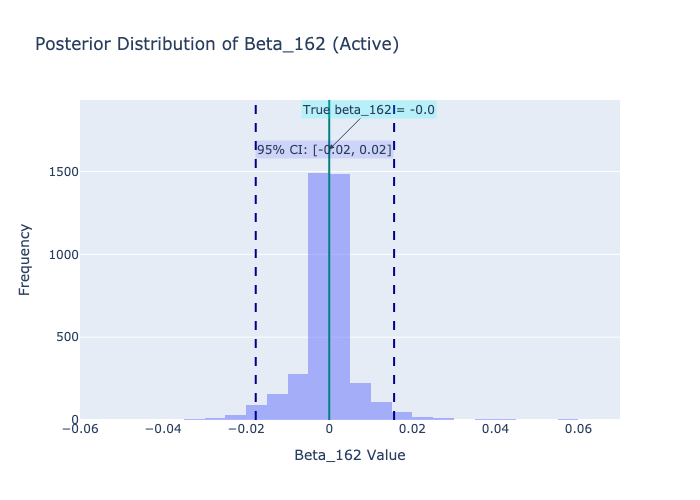 Posterior Distribution of Beta_162 (Active)
True beta_162 = -0.0
95% CI: [-0.02, 0.02]
1500
1000
500
0
Frequency
−0.06
−0.04
−0.02
0
0.02
0.04
0.06
Beta_162 Value